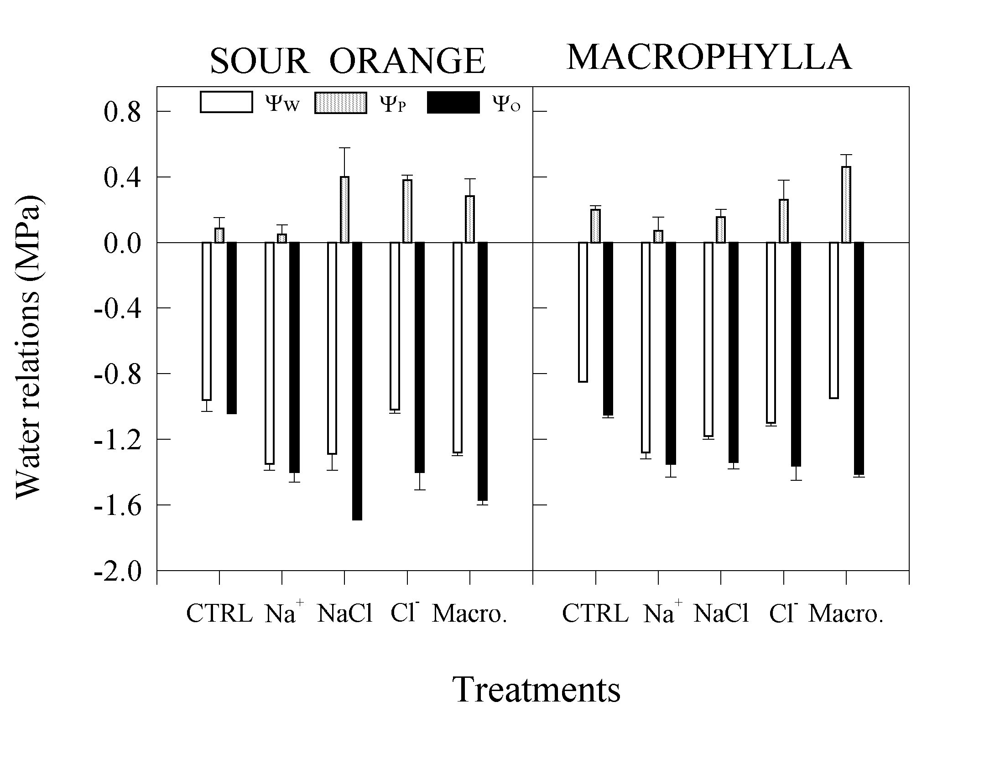 SOUR ORANGE MACROPHYLLA
ΨW ΨP ΨO
0.8
0.4
0.0
-0.4
-0.8
-1.2
-1.6
-2.0
Water relations (MPa)
CTRL Na+ NaCl Cl- Macro. CTRL Na+ NaCl Cl- Macro.
Treatments